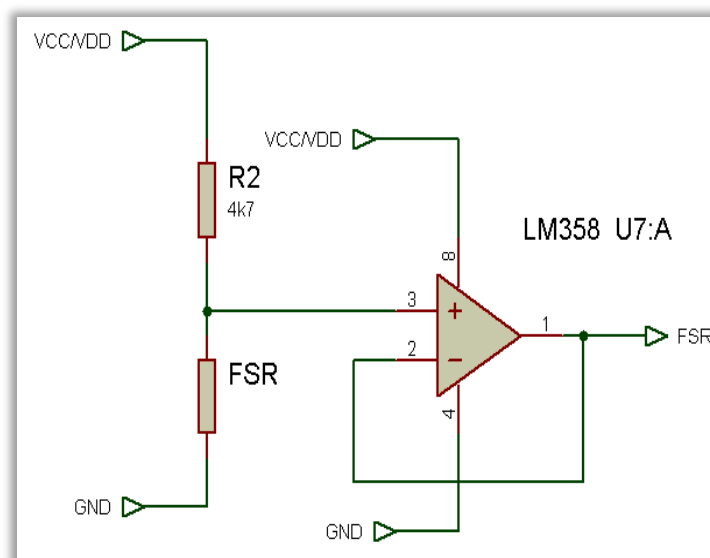 VCC/VDD
VCC/VDD
R2
4k7
LM358 U7:A
8
3
+
1
FSR
2
−
FSR
4
GND
GND